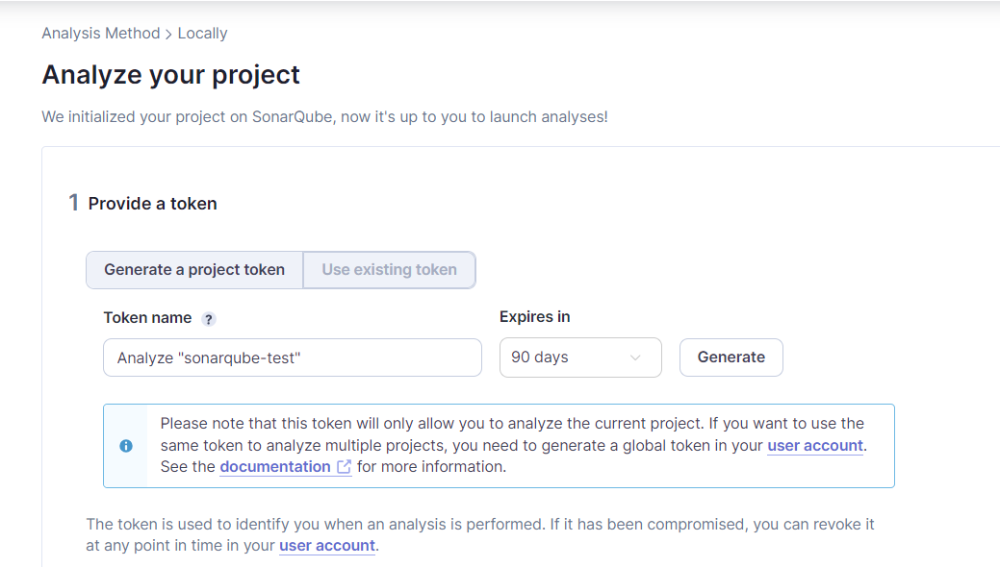 Analysis Method > Locally
Analyze your project
We initialized your project on SonarQube, now it's up to you to launch analyses!
1 Provide a token
Generate a project token Use existing token
Token name ? Expires in
Analyze "sonarqube-test" 90 days Generate
Please note that this token will only allow you to analyze the current project. If you want to use the
same token to analyze multiple projects, you need to generate a global token in your user account.
See the documentation for more information.
The token is used to identify you when an analysis is performed. If it has been compromised, you can revoke it
at any point in time in your user account.